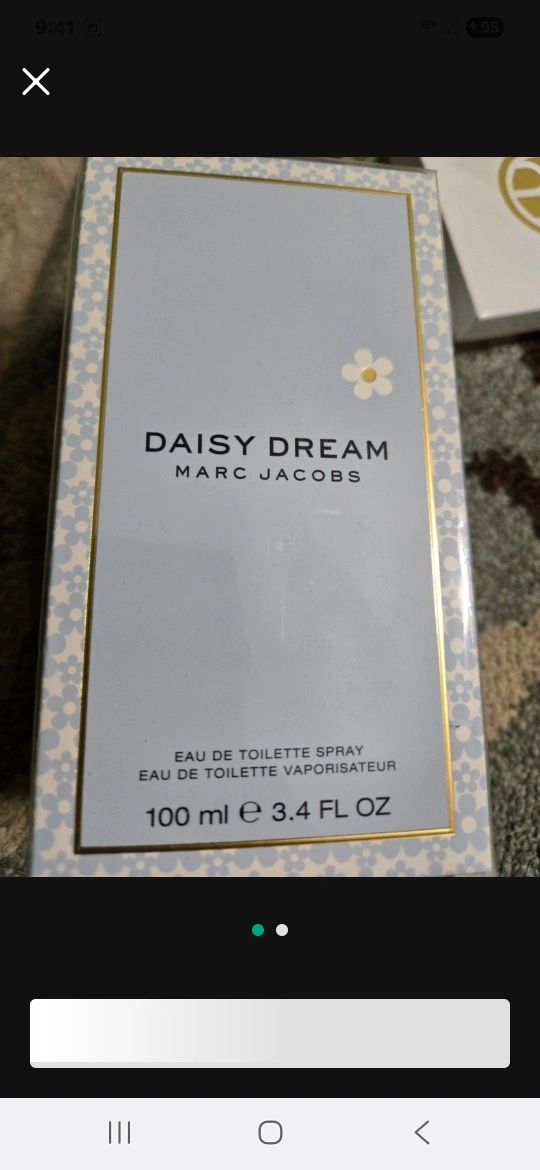 9:41
95
DAISY DREAM
MARC JACOBS
EAU DE TOILETTE SPRAY
EAU DE TOILETTE VAPORISATEUR
100 ml ℮ 3.4 FL OZ